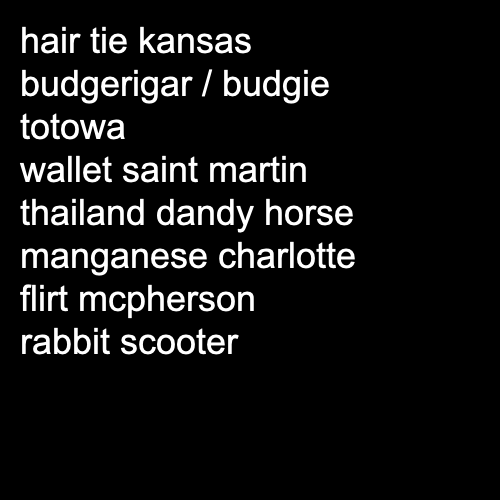 hair tie kansas
budgerigar / budgie
totowa
wallet saint martin
thailand dandy horse
manganese charlotte
flirt mcpherson
rabbit scooter